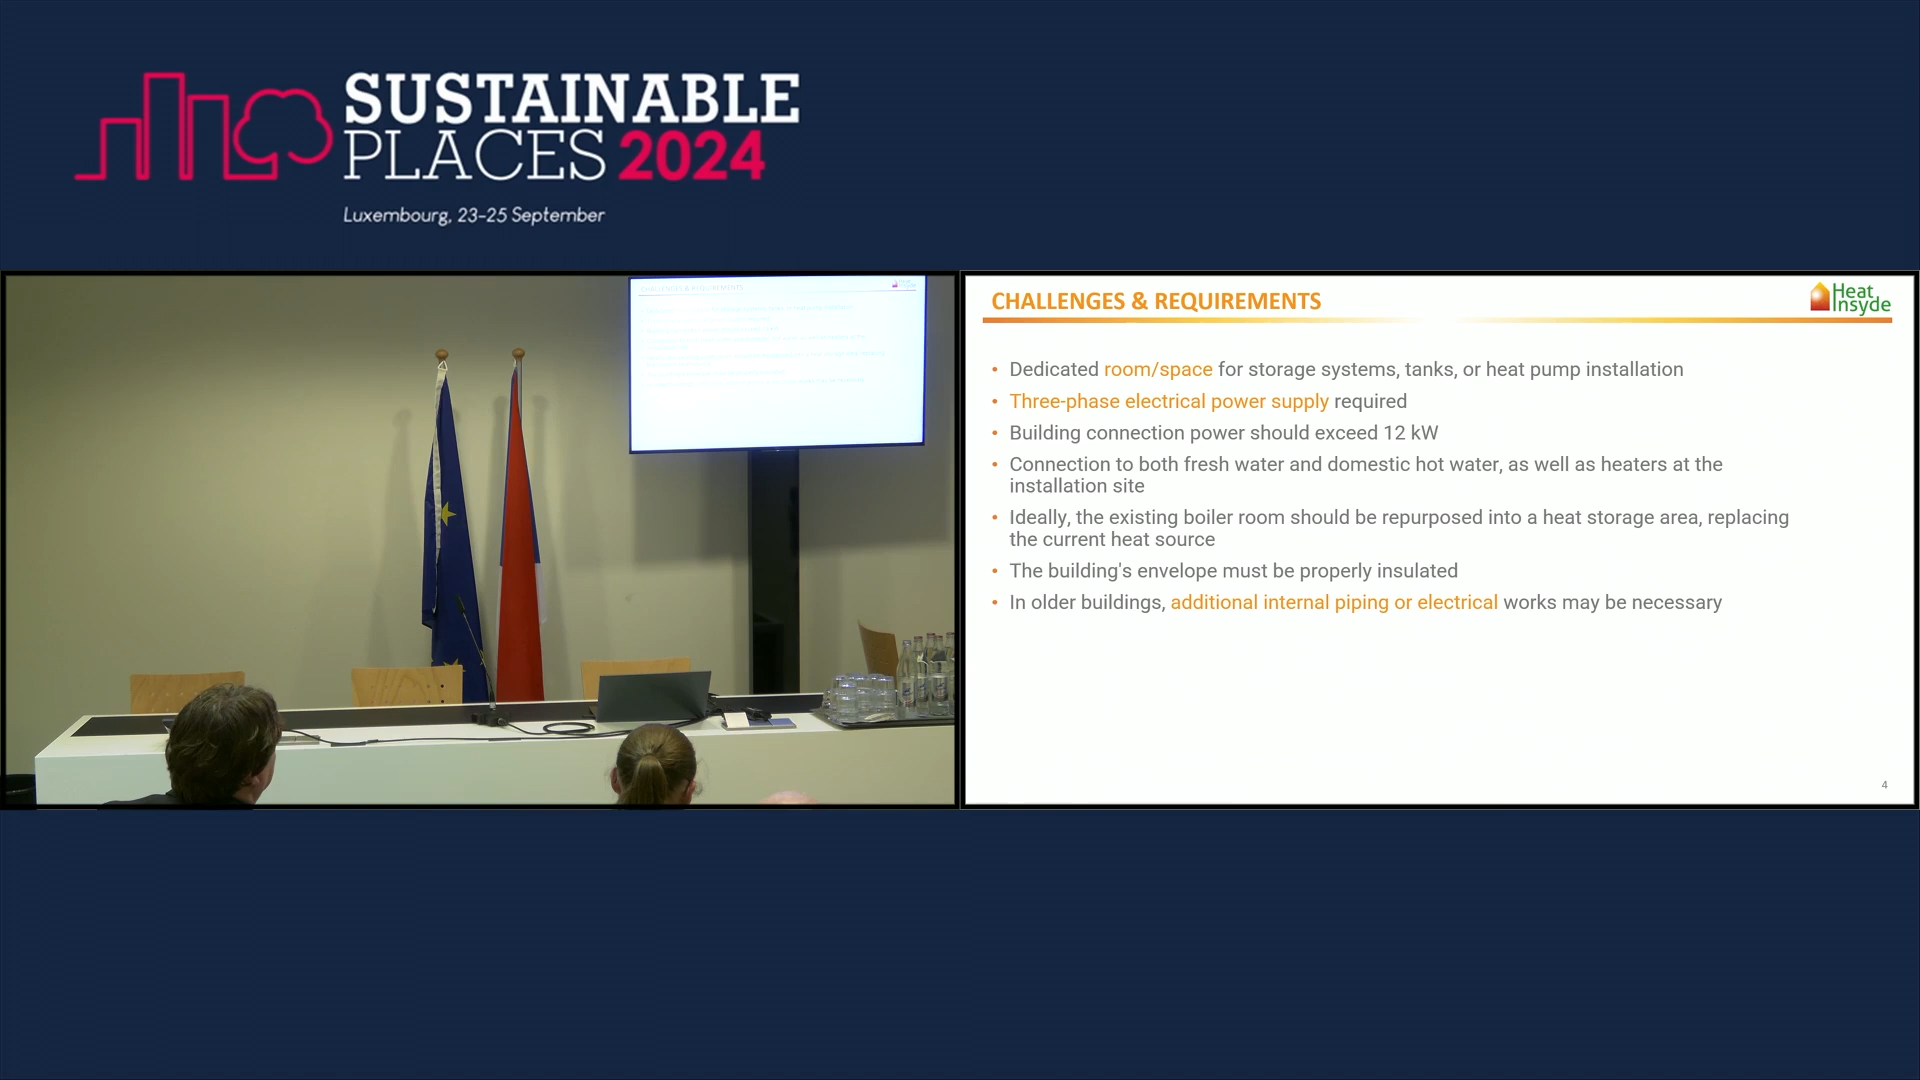 SUSTAINABLE
PLACES 2024
Luxembourg, 23-25 September
CHALLENGES & REQUIREMENTS
Heat
Insyde
CHALLENGES & REQUIREMENTS
Heat
Insyde
• Dedicated room/space for storage systems, tanks, or heat pump installation
• Three-phase electrical power supply required
• Building connection power should exceed 12 kW
• Connection to both fresh water and domestic hot water, as well as heaters at the
installation site
• Ideally, the existing boiler room should be repurposed into a heat storage area, replacing
the current heat source
• The building's envelope must be properly insulated
• In older buildings, additional internal piping or electrical works may be necessary
4